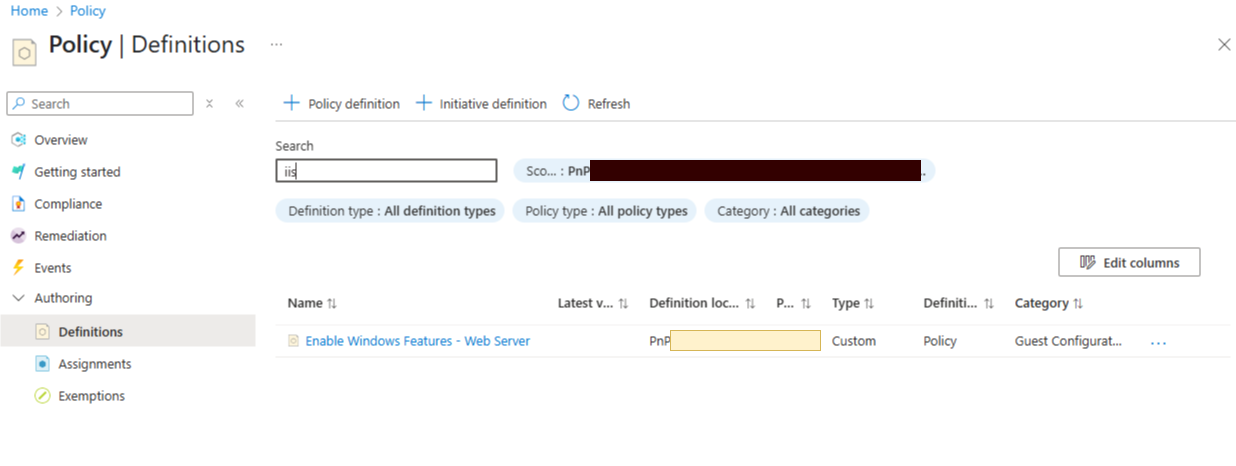 Home > Policy
Policy | Definitions ...
Search
Overview
Getting started
Compliance
Remediation
Events
Authoring
Definitions
Assignments
Exemptions
+ Policy definition + Initiative definition Refresh
Search
iis
Sco... : PnP ..
Definition type : All definition types Policy type : All policy types Category : All categories
Edit columns
Name Latest v... Definition loc... P... Type Definiti... Category
Enable Windows Features - Web Server PnP Custom Policy Guest Configurat... ...